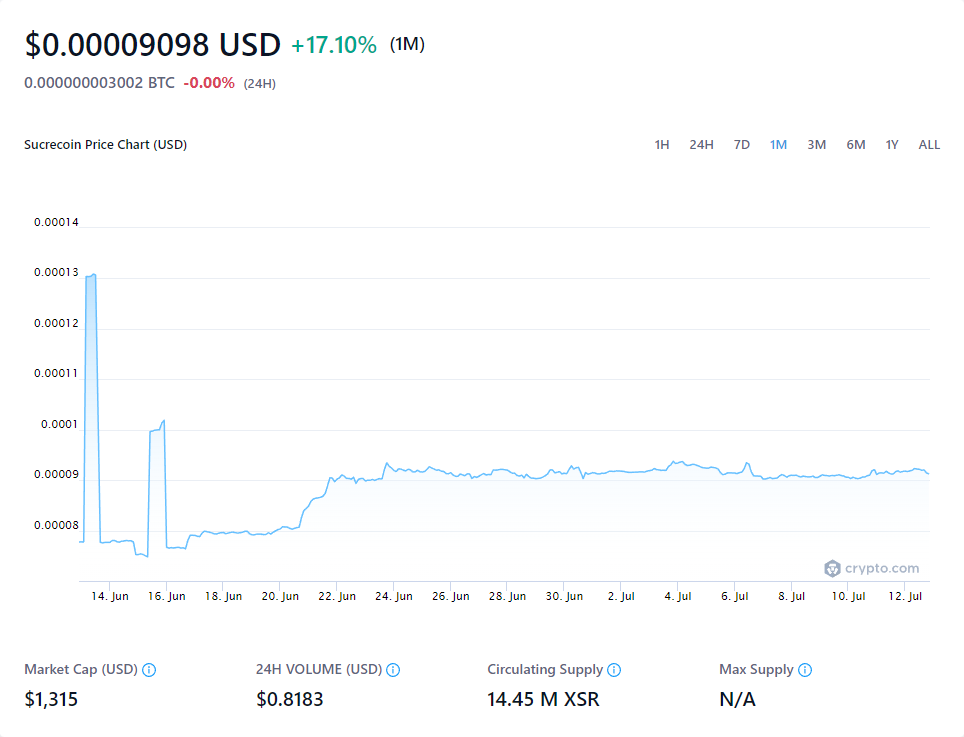 $0.00009098 USD +17.10% (1M)
0.000000003002 BTC -0.00% (24H)
Sucrecoin Price Chart (USD) 1H 24H 7D 1M 3M 6M 1Y ALL
0.00014
0.00013
0.00012
0.00011
0.0001
0.00009
0.00008
crypto.com
14. Jun 16. Jun 18. Jun 20. Jun 22. Jun 24. Jun 26. Jun 28. Jun 30. Jun 2. Jul 4. Jul 6. Jul 8. Jul 10. Jul 12. Jul
Market Cap (USD) 24H VOLUME (USD) Circulating Supply Max Supply
$1,315 $0.8183 14.45 M XSR N/A